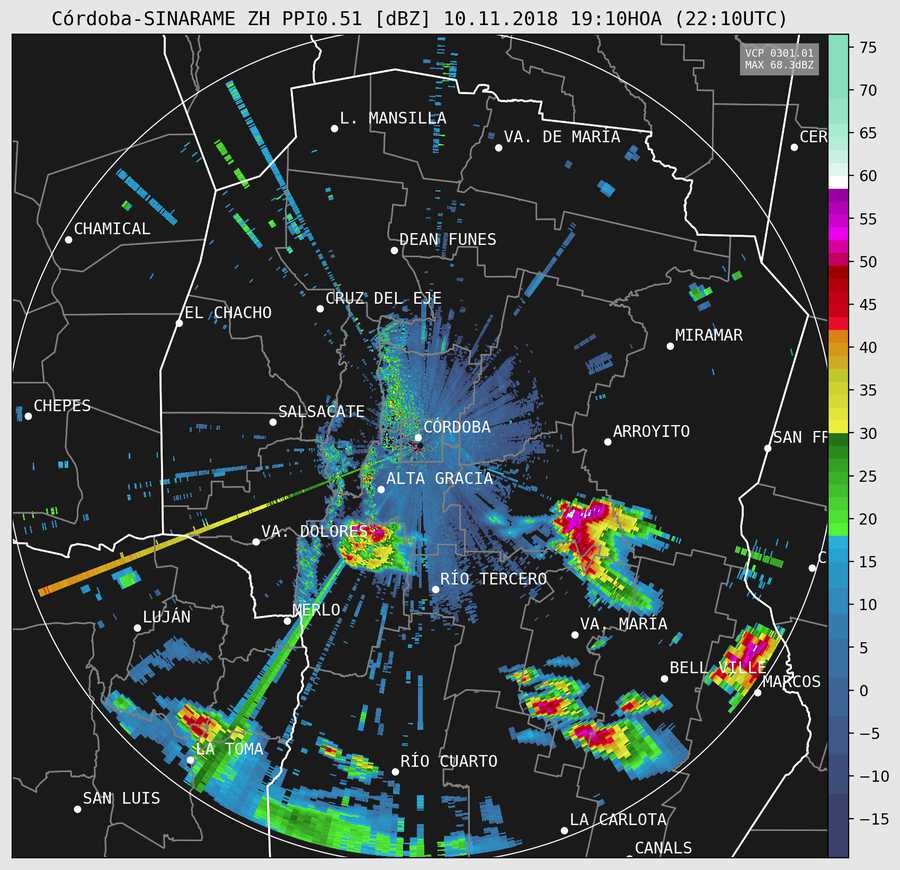 Córdoba-SINARAME ZH PPI0.51 [dBZ] 10.11.2018 19:10HOA (22:10UTC)
VCP 0301.01
MAX 68.3dBZ
75
70
65
60
55
50
45
40
35
30
25
20
15
10
5
0
−5
−10
−15
L. MANSILLA
VA. DE MARÍA
CER
CHAMICAL
DEAN FUNES
CRUZ DEL EJE
EL CHACHO
MIRAMAR
CHEPES
SALSACATE
CÓRDOBA
ARROYITO
SAN FR
ALTA GRACIA
VA. DOLORES
C
RÍO TERCERO
MERLO
LUJÁN
VA. MARÍA
BELL VILLE
MARCOS
LA TOMA
RÍO CUARTO
SAN LUIS
LA CARLOTA
CANALS